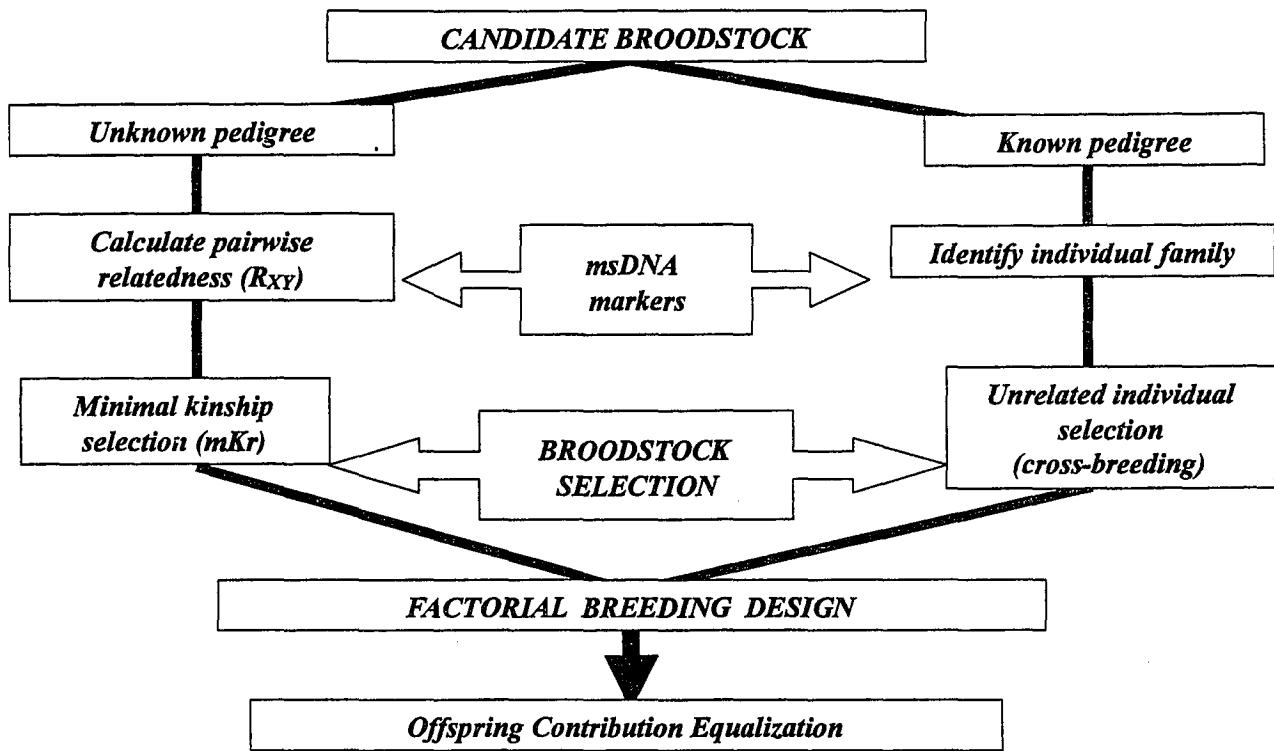 CANDIDATE BROODSTOCK
Unknown pedigree
Known pedigree
Calculate pairwise
relatedness (RXY)
msDNA
markers
Identify individual family
Minimal kinship
selection (mKr)
BROODSTOCK
SELECTION
Unrelated individual
selection
(cross-breeding)
FACTORIAL BREEDING DESIGN
Offspring Contribution Equalization